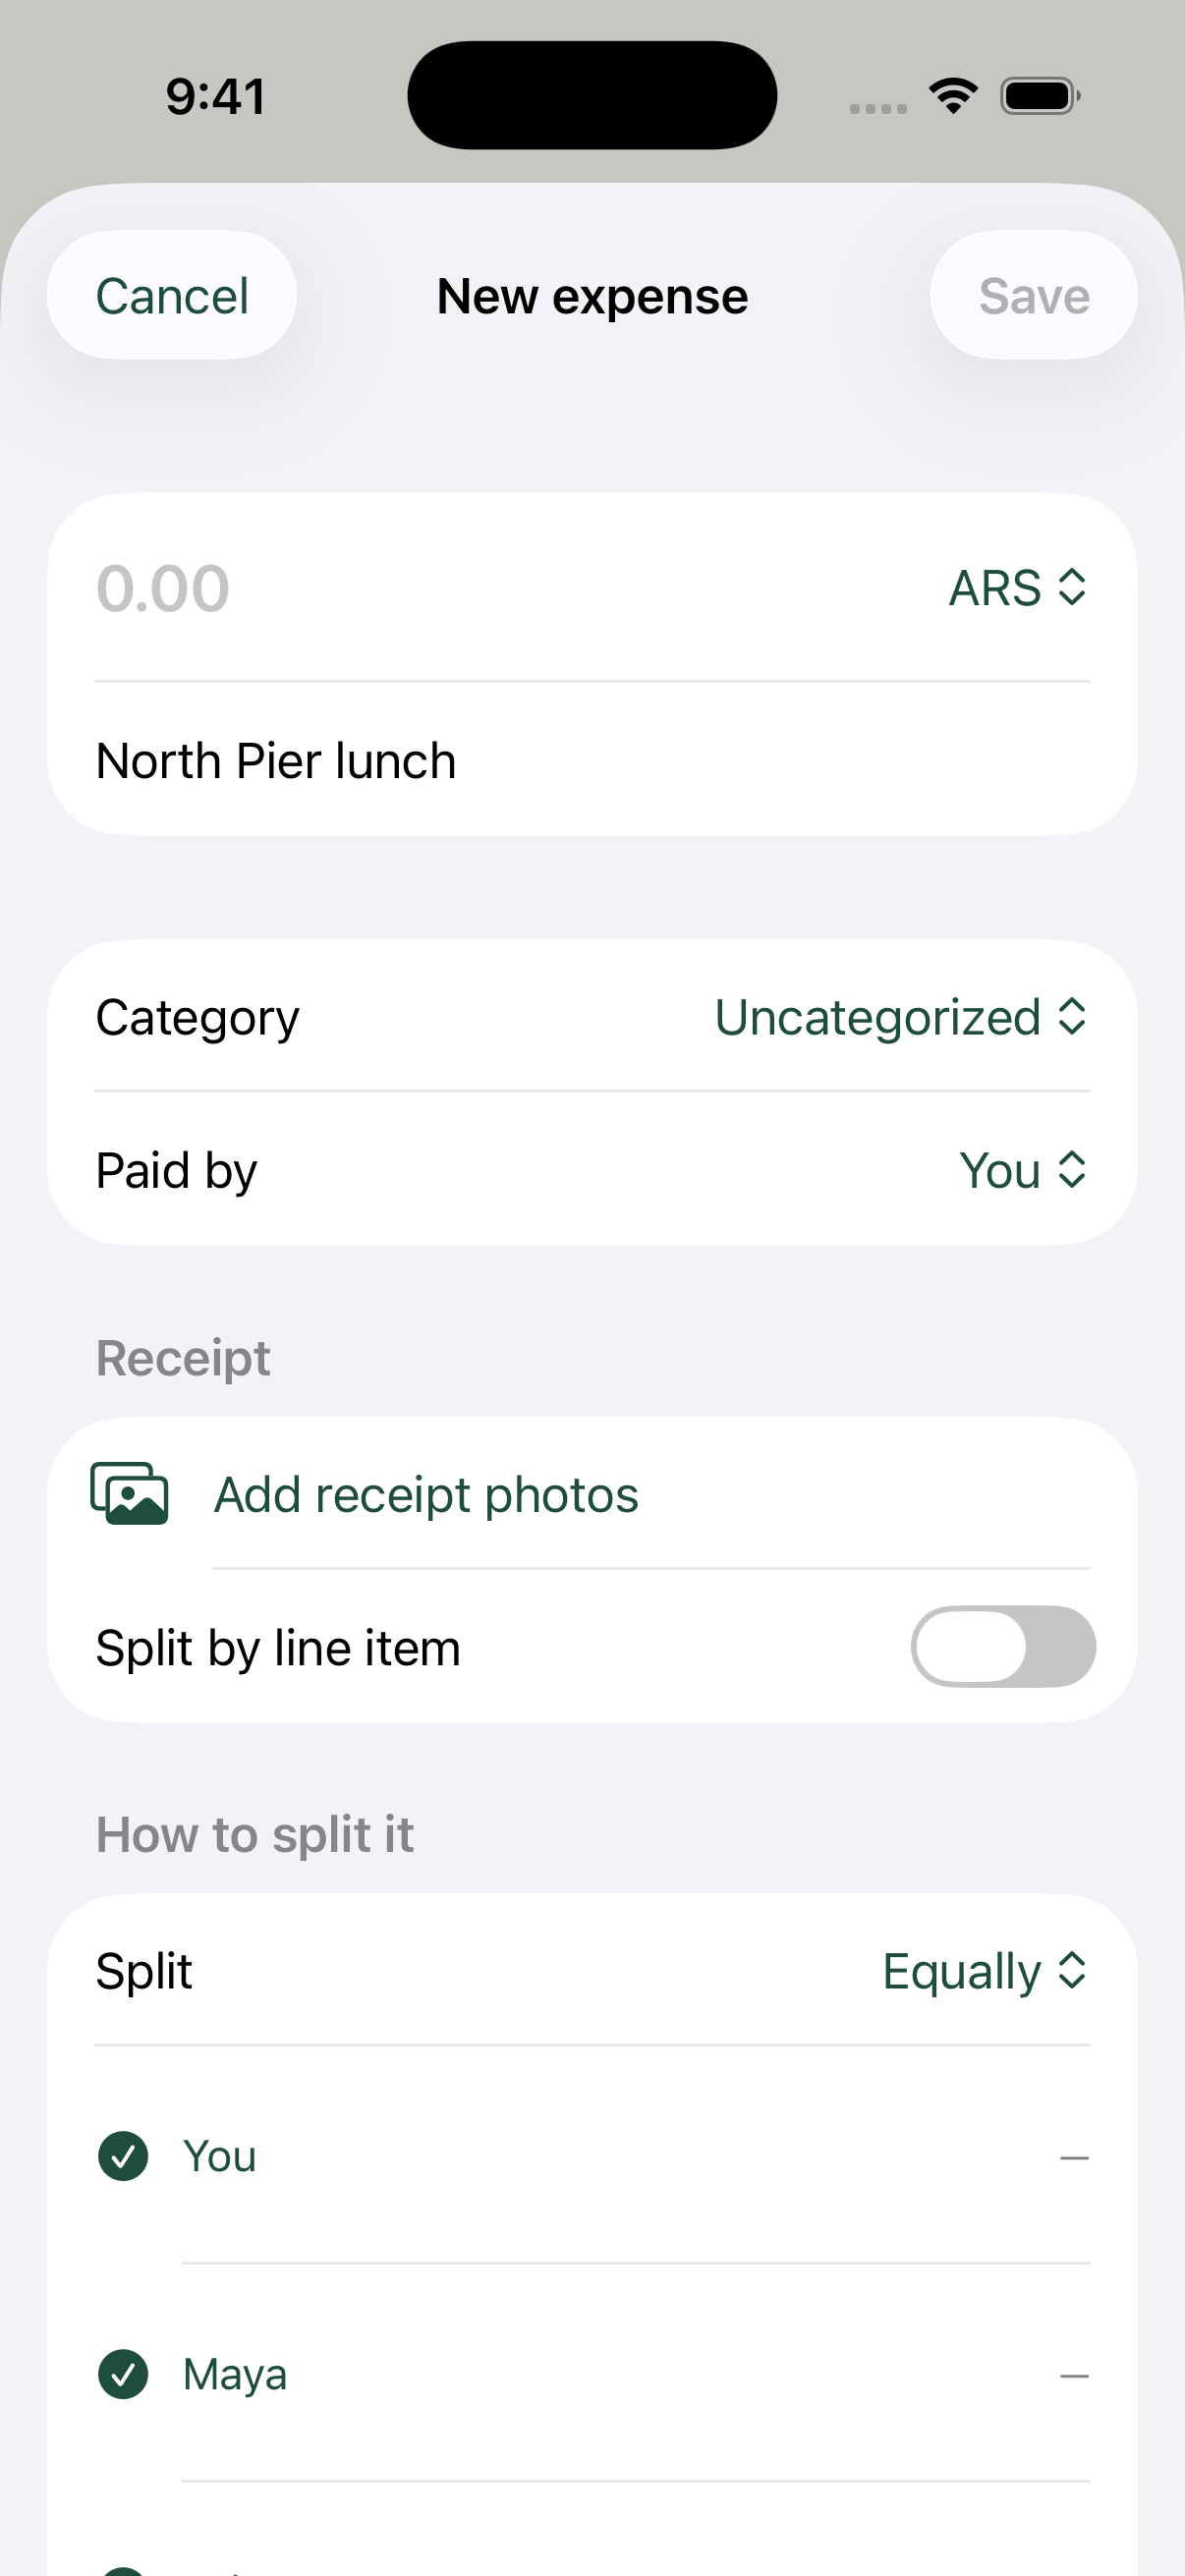 9:41
Cancel
New expense
Save
0.00
ARS
North Pier lunch
Category
Uncategorized
Paid by
You
Receipt
Add receipt photos
Split by line item
How to split it
Split
Equally
You
—
Maya
—